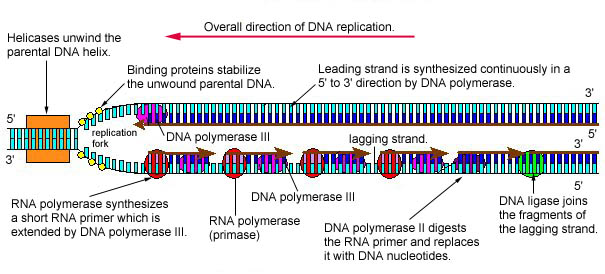 Overall direction of DNA replication.
Helicases unwind the
parental DNA helix.
Binding proteins stabilize
the unwound parental DNA.
Leading strand is synthesized continuously in a
5' to 3' direction by DNA polymerase.
3'
5'
replication
fork
DNA polymerase III
5'
lagging strand.
3'
3'
5'
RNA polymerase synthesizes
a short RNA primer which is
extended by DNA polymerase III.
RNA polymerase
(primase)
DNA polymerase III
DNA polymerase II digests
the RNA primer and replaces
it with DNA nucleotides.
DNA ligase joins
the fragments of
the lagging strand.